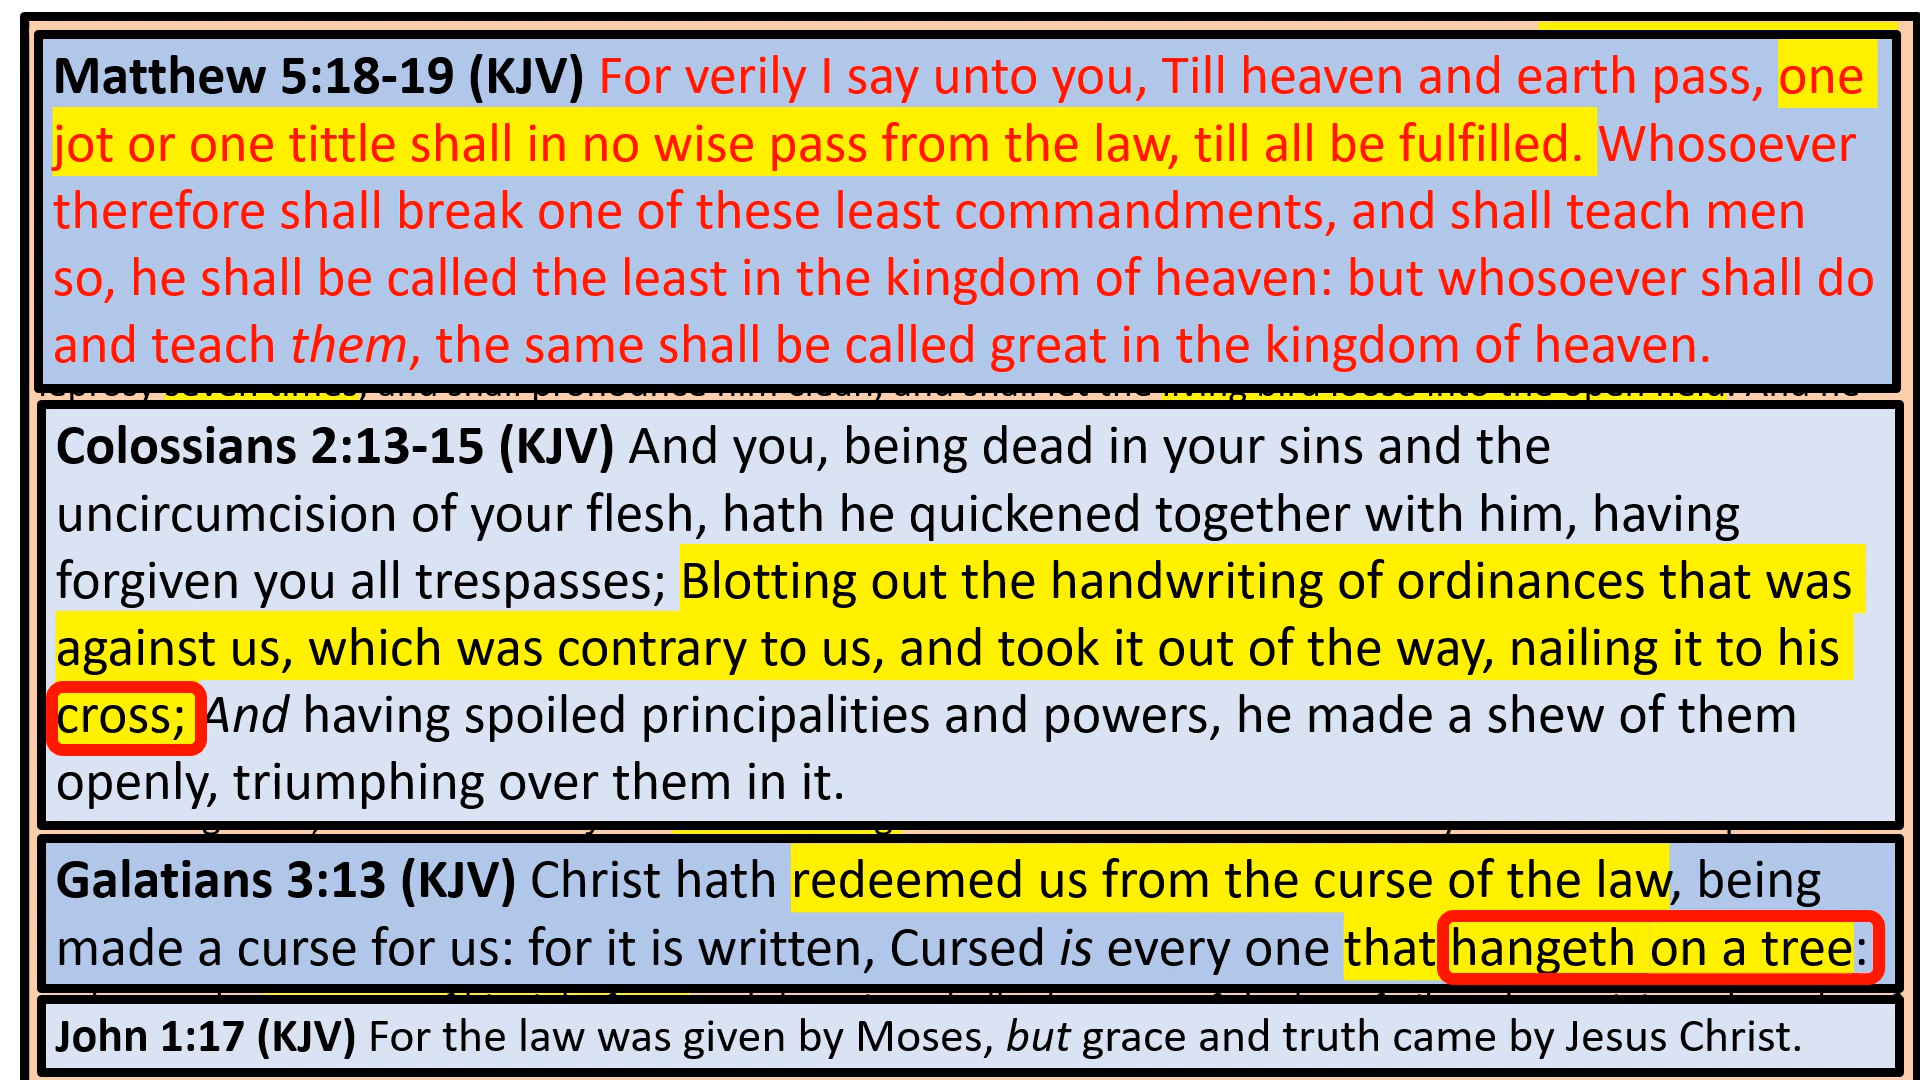 Matthew 5:18-19 (KJV) For verily I say unto you, Till heaven and earth pass, one
jot or one tittle shall in no wise pass from the law, till all be fulfilled. Whosoever
therefore shall break one of these least commandments, and shall teach men
so, he shall be called the least in the kingdom of heaven: but whosoever shall do
and teach them, the same shall be called great in the kingdom of heaven.
Colossians 2:13-15 (KJV) And you, being dead in your sins and the
uncircumcision of your flesh, hath he quickened together with him, having
forgiven you all trespasses; Blotting out the handwriting of ordinances that was
against us, which was contrary to us, and took it out of the way, nailing it to his
cross; And having spoiled principalities and powers, he made a shew of them
openly, triumphing over them in it.
Galatians 3:13 (KJV) Christ hath redeemed us from the curse of the law, being
made a curse for us: for it is written, Cursed is every one that hangeth on a tree:
John 1:17 (KJV) For the law was given by Moses, but grace and truth came by Jesus Christ.